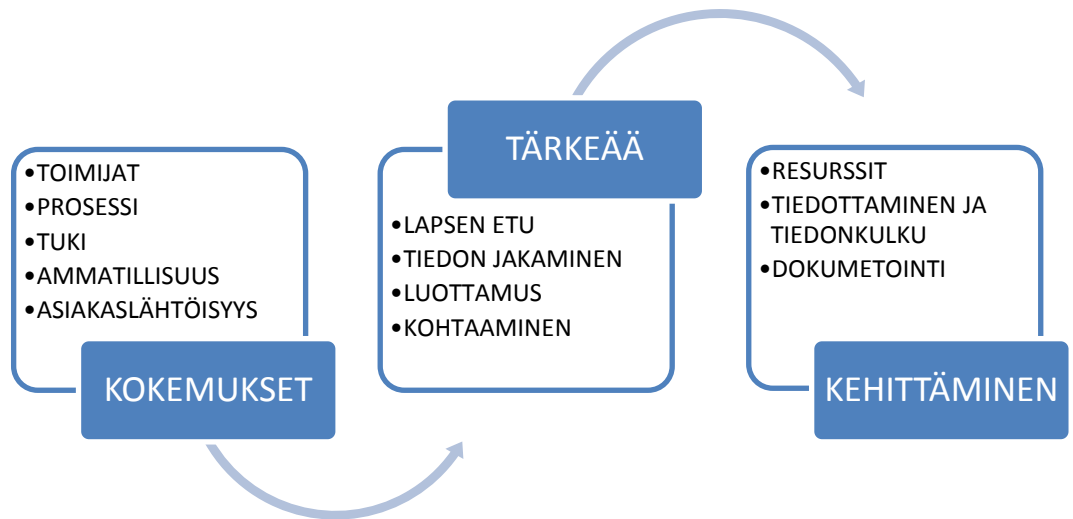 •TOIMIJAT
•PROSESSI
•TUKI
•AMMATILLISUUS
•ASIAKASLÄHTÖISYYS
KOKEMUKSET
TÄRKEÄÄ
•LAPSEN ETU
•TIEDON JAKAMINEN
•LUOTTAMUS
•KOHTAAMINEN
•RESURSSIT
•TIEDOTTAMINEN JA
TIEDONKULKU
•DOKUMETOINTI
KEHITTÄMINEN